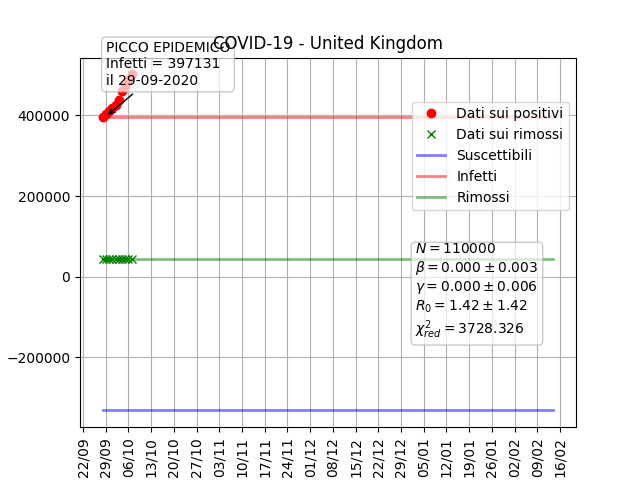 COVID-19 - United Kingdom
PICCO EPIDEMICO
Infetti = 397131
il 29-09-2020
Dati sui positivi
Dati sui rimossi
Suscettibili
Infetti
Rimossi
N = 110000
β = 0.000 ± 0.003
γ = 0.000 ± 0.006
R₀ = 1.42 ± 1.42
χ²red = 3728.326
400000
200000
0
−200000
22/09
29/09
06/10
13/10
20/10
27/10
03/11
10/11
17/11
24/11
01/12
08/12
15/12
22/12
29/12
05/01
12/01
19/01
26/01
02/02
09/02
16/02